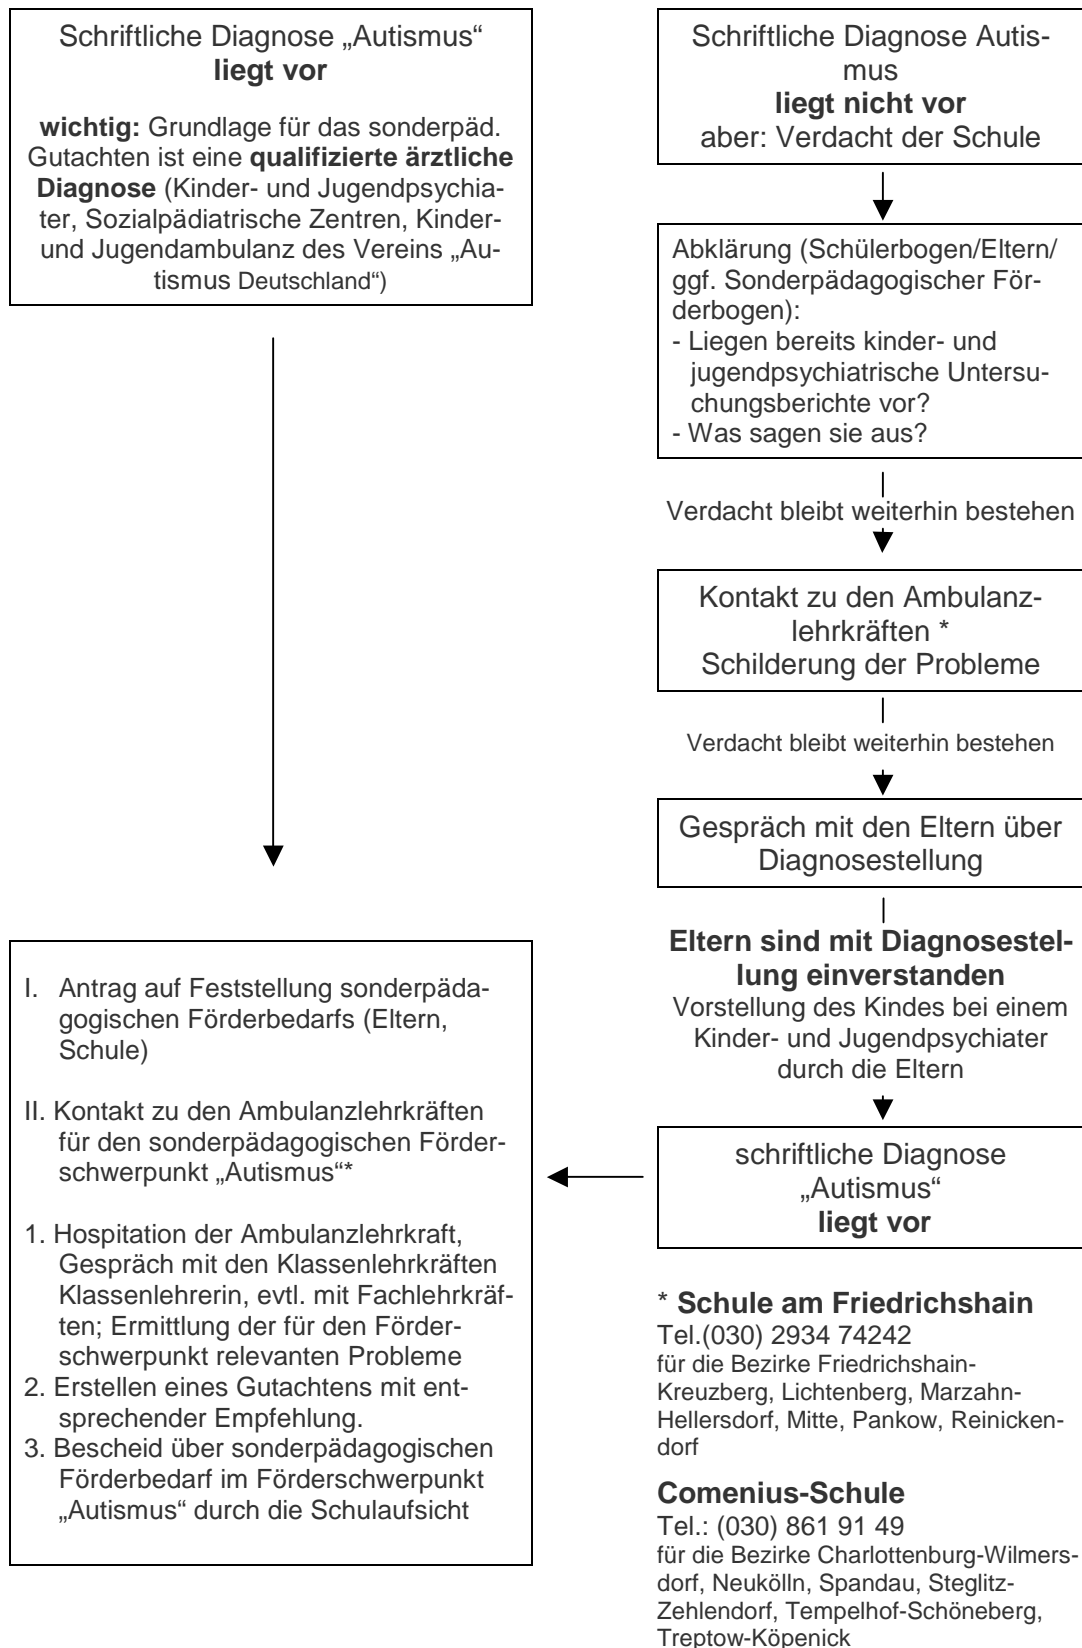 Schriftliche Diagnose „Autismus“
liegt vor
wichtig: Grundlage für das sonderpäd.
Gutachten ist eine qualifizierte ärztliche
Diagnose (Kinder- und Jugendpsychia-
ter, Sozialpädiatrische Zentren, Kinder-
und Jugendambulanz des Vereins „Au-
tismus Deutschland“)
I. Antrag auf Feststellung sonderpäda-
gogischen Förderbedarfs (Eltern,
Schule)
II. Kontakt zu den Ambulanzlehrkräften
für den sonderpädagogischen Förder-
schwerpunkt „Autismus“*
1. Hospitation der Ambulanzlehrkraft,
Gespräch mit den Klassenlehrkräften
Klassenlehrerin, evtl. mit Fachlehrkräf-
ten; Ermittlung der für den Förder-
schwerpunkt relevanten Probleme
2. Erstellen eines Gutachtens mit ent-
sprechender Empfehlung.
3. Bescheid über sonderpädagogischen
Förderbedarf im Förderschwerpunkt
„Autismus“ durch die Schulaufsicht
Schriftliche Diagnose Autis-
mus
liegt nicht vor
aber: Verdacht der Schule
Abklärung (Schülerbogen/Eltern/
ggf. Sonderpädagogischer För-
derbogen):
- Liegen bereits kinder- und
jugendpsychiatrische Untersu-
chungsberichte vor?
- Was sagen sie aus?
Verdacht bleibt weiterhin bestehen
Kontakt zu den Ambulanz-
lehrkräften *
Schilderung der Probleme
Verdacht bleibt weiterhin bestehen
Gespräch mit den Eltern über
Diagnosestellung
Eltern sind mit Diagnosestel-
lung einverstanden
Vorstellung des Kindes bei einem
Kinder- und Jugendpsychiater
durch die Eltern
schriftliche Diagnose
„Autismus“
liegt vor
* Schule am Friedrichshain
Tel.(030) 2934 74242
für die Bezirke Friedrichshain-
Kreuzberg, Lichtenberg, Marzahn-
Hellersdorf, Mitte, Pankow, Reinicken-
dorf
Comenius-Schule
Tel.: (030) 861 91 49
für die Bezirke Charlottenburg-Wilmers-
dorf, Neukölln, Spandau, Steglitz-
Zehlendorf, Tempelhof-Schöneberg,
Treptow-Köpenick